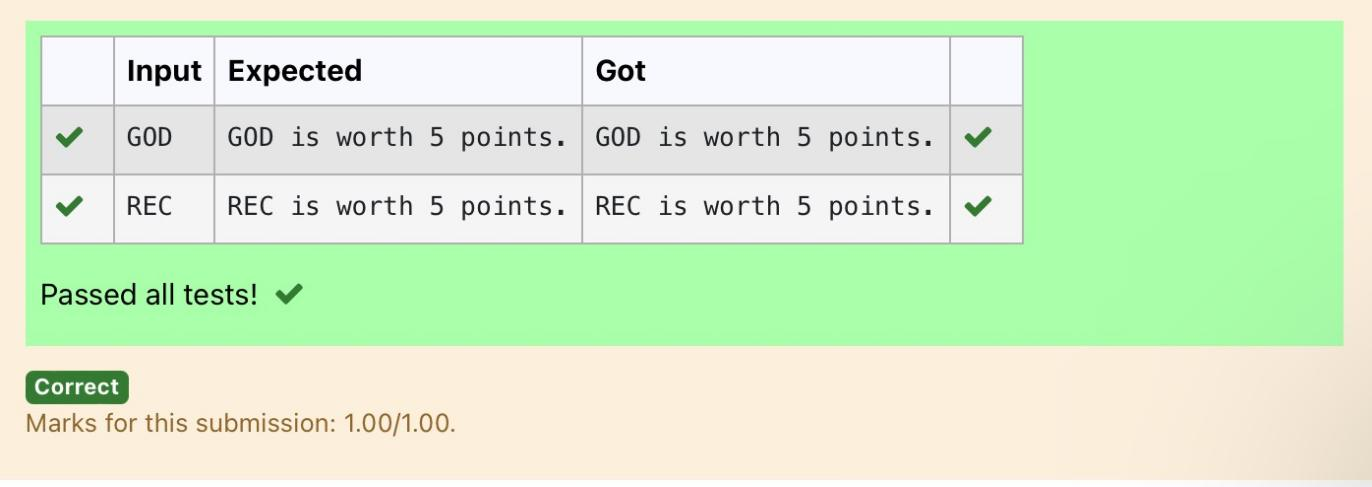 Input Expected Got
GOD GOD is worth 5 points. GOD is worth 5 points.
REC REC is worth 5 points. REC is worth 5 points.
Passed all tests!
Correct
Marks for this submission: 1.00/1.00.